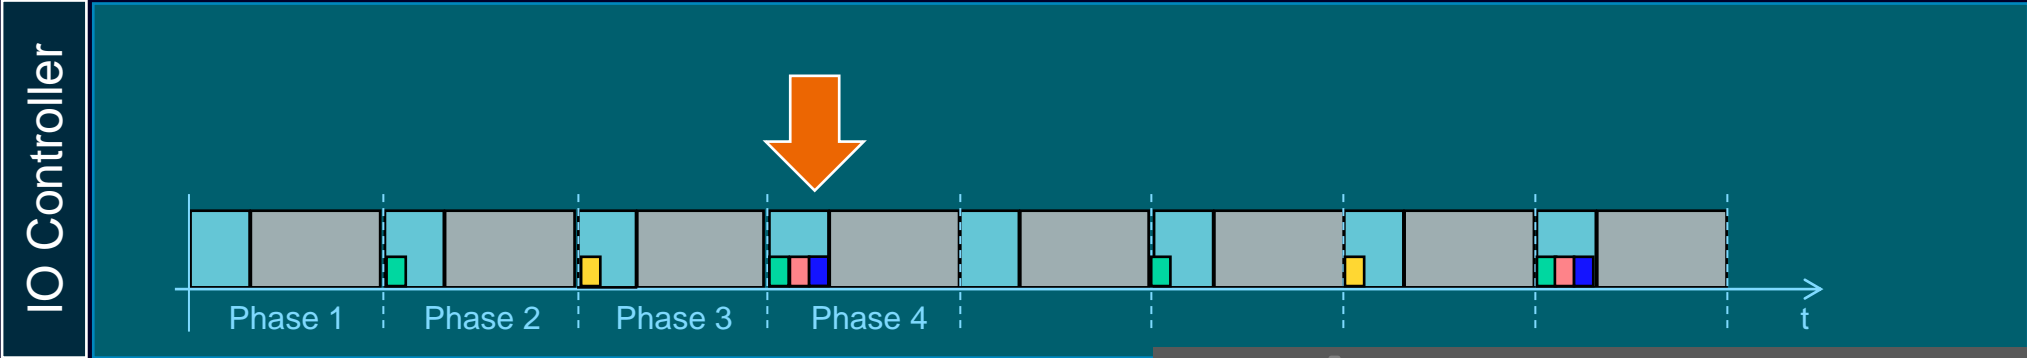 IO Controller
Phase 1
Phase 2
Phase 3
Phase 4
t